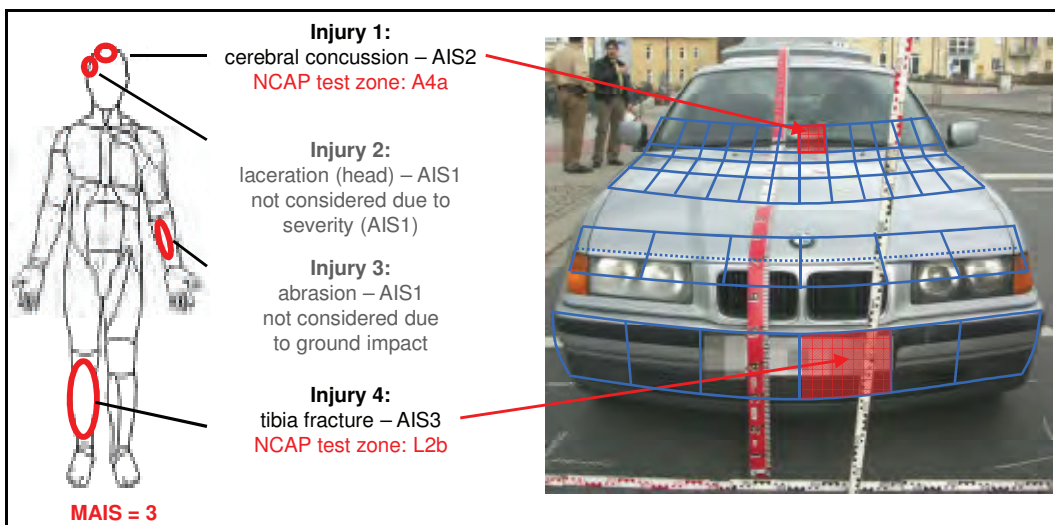 Injury 1:
cerebral concussion – AIS2
NCAP test zone: A4a
Injury 2:
laceration (head) – AIS1
not considered due to
severity (AIS1)
Injury 3:
abrasion – AIS1
not considered due
to ground impact
Injury 4:
tibia fracture – AIS3
NCAP test zone: L2b
MAIS = 3